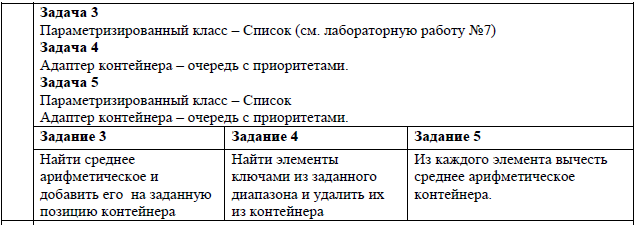 Задача 3
Параметризированный класс – Список (см. лабораторную работу №7)
Задача 4
Адаптер контейнера – очередь с приоритетами.
Задача 5
Параметризированный класс – Список
Адаптер контейнера – очередь с приоритетами.
Задание 3
Задание 4
Задание 5
Найти среднее
арифметическое и
добавить его на заданную
позицию контейнера
Найти элементы
ключами из заданного
диапазона и удалить их
из контейнера
Из каждого элемента вычесть
среднее арифметическое
контейнера.